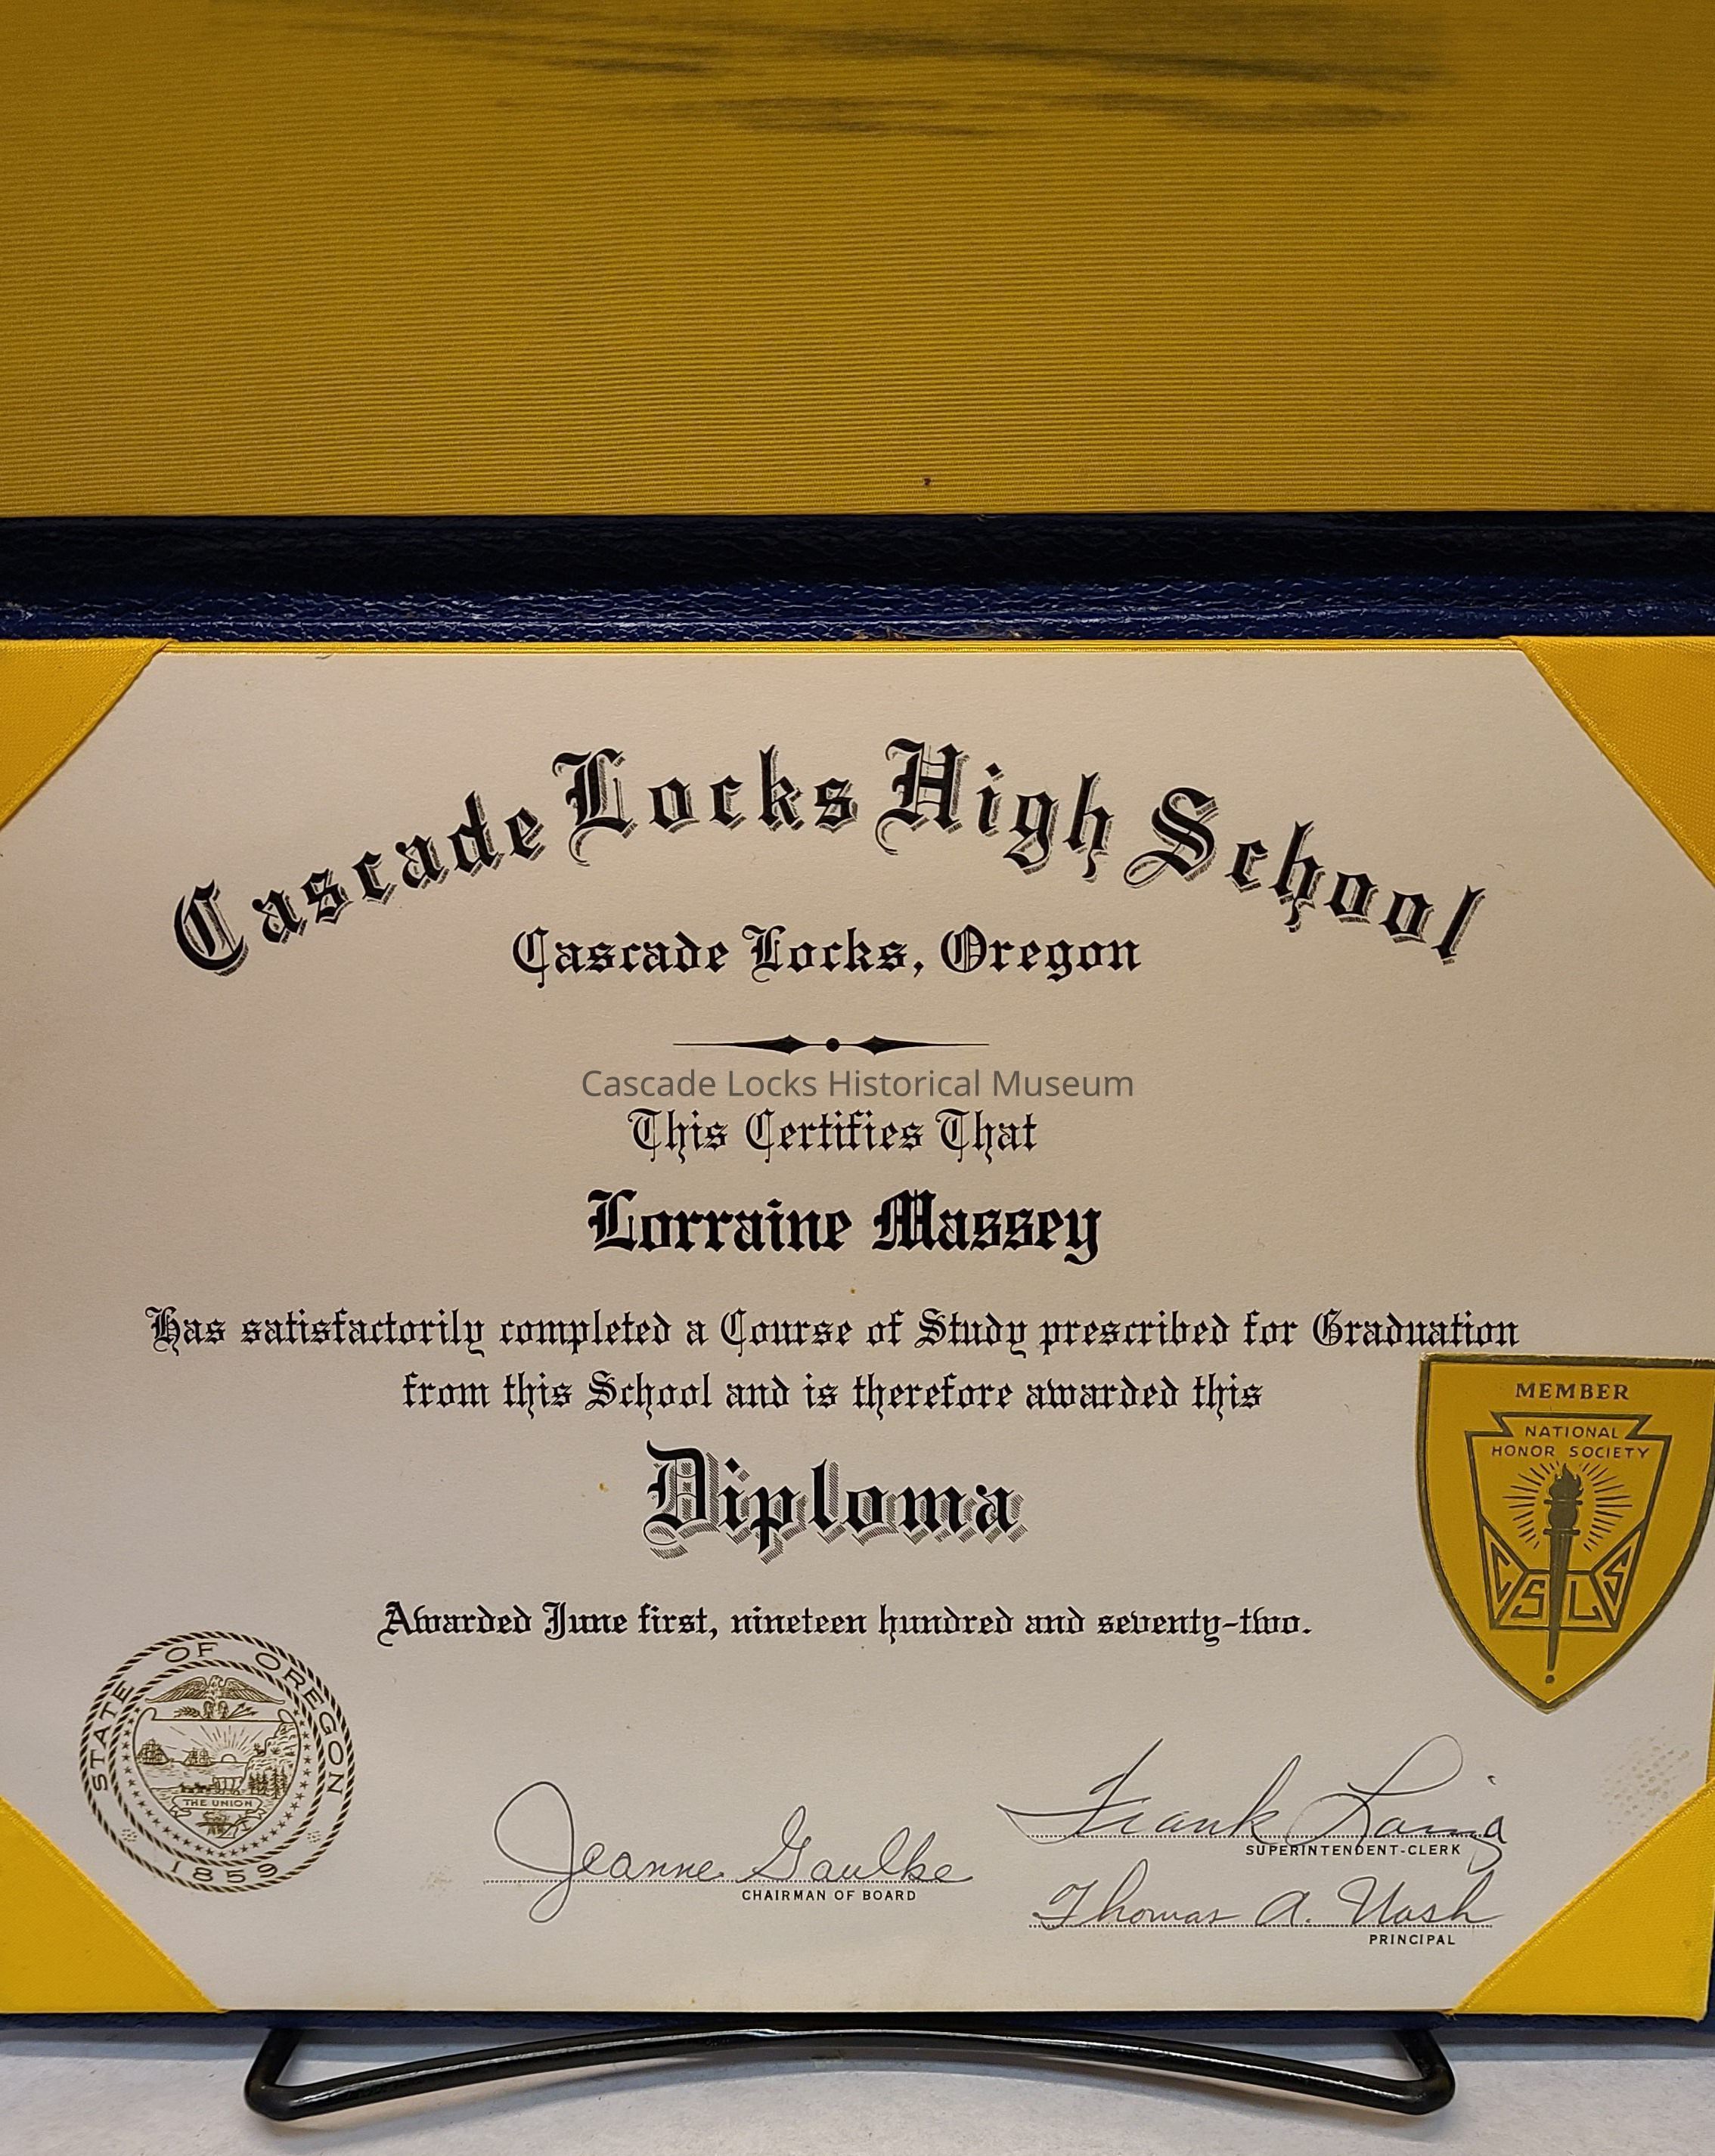 Cascade Locks High School
Cascade Locks, Oregon
Cascade Locks Historical Museum
This Certifies That
Lorraine Massey
Has satisfactorily completed a Course of Study prescribed for Graduation
from this School and is therefore awarded this
Diploma
Awarded June first, nineteen hundred and seventy-two.
MEMBER
NATIONAL
HONOR SOCIETY
C S L S
STATE OF OREGON
THE UNION
1859
Jeanne Gaulke
CHAIRMAN OF BOARD
Frank Laing
SUPERINTENDENT-CLERK
Thomas A. Nash
PRINCIPAL